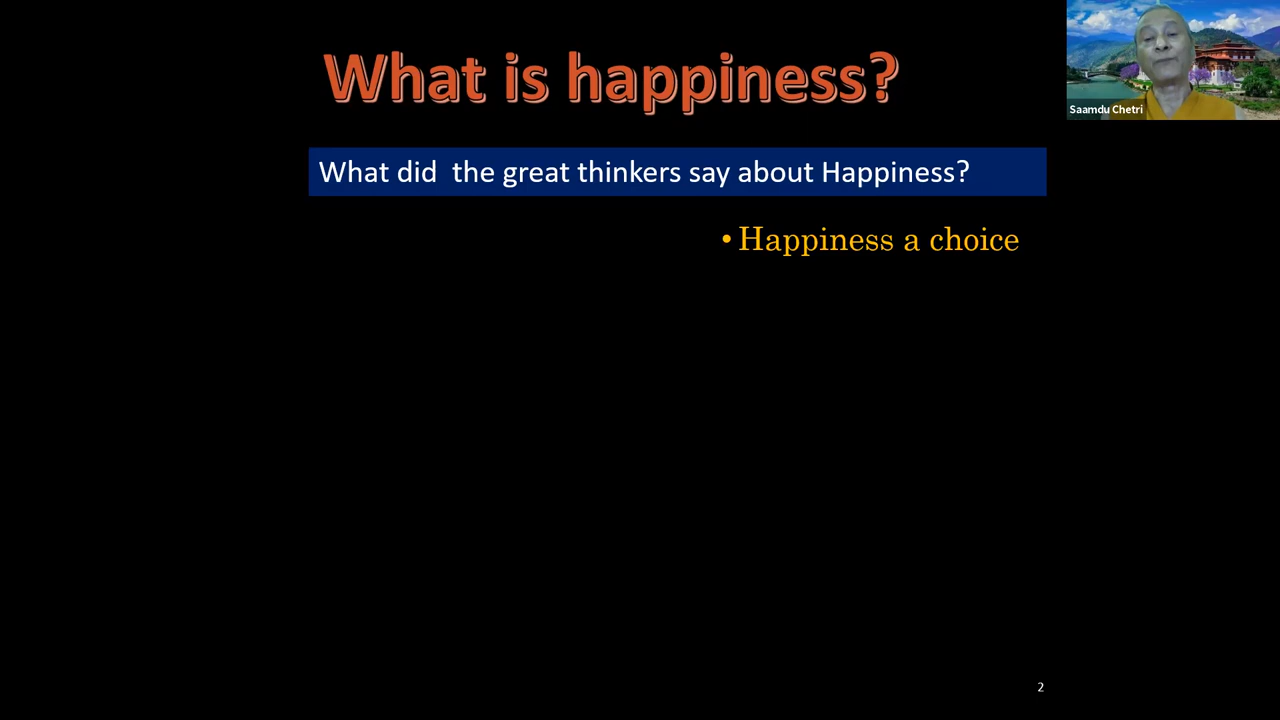 What is happiness?
Saamdu Chetri
What did  the great thinkers say about Happiness?
• Happiness a choice
2